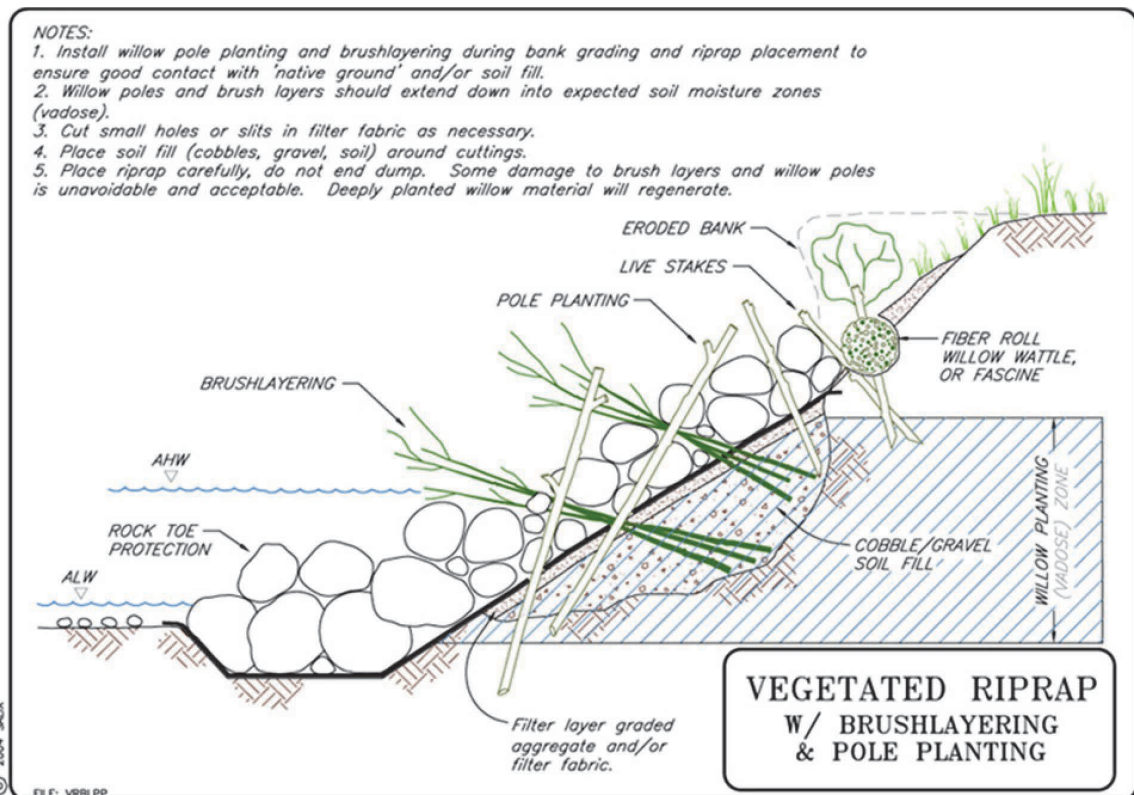 NOTES:
1. Install willow pole planting and brushlayering during bank grading and riprap placement to
ensure good contact with 'native ground' and/or soil fill.
2. Willow poles and brush layers should extend down into expected soil moisture zones
(vadose).
3. Cut small holes or slits in filter fabric as necessary.
4. Place soil fill (cobbles, gravel, soil) around cuttings.
5. Place riprap carefully, do not end dump. Some damage to brush layers and willow poles
is unavoidable and acceptable. Deeply planted willow material will regenerate.
ERODED BANK
LIVE STAKES
POLE PLANTING
FIBER ROLL
WILLOW WATTLE,
OR FASCINE
BRUSHLAYERING
AHW
ROCK TOE
PROTECTION
COBBLE/GRAVEL
SOIL FILL
WILLOW PLANTING
(VADOSE) ZONE
ALW
Filter layer graded
aggregate and/or
filter fabric.
VEGETATED RIPRAP
W/ BRUSHLAYERING
& POLE PLANTING
© 2004 SALIX
FILE: VRBLPP